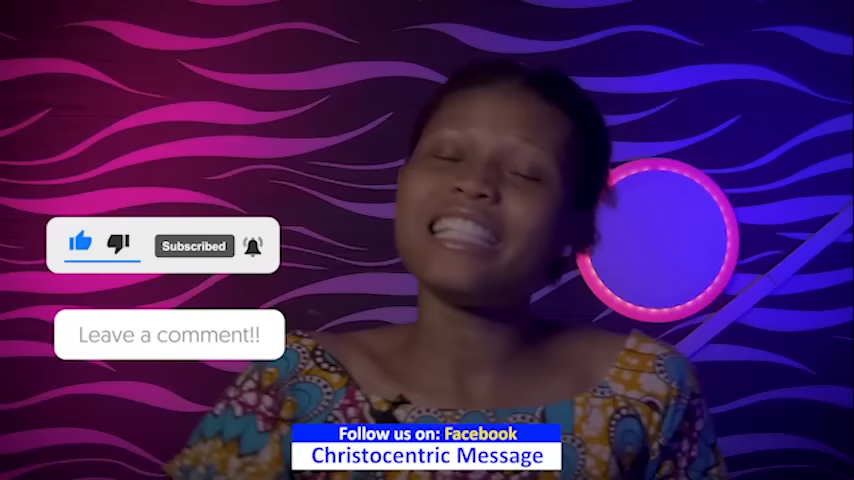 Subscribed
Leave a comment!!
Follow us on: Facebook
Christocentric Message